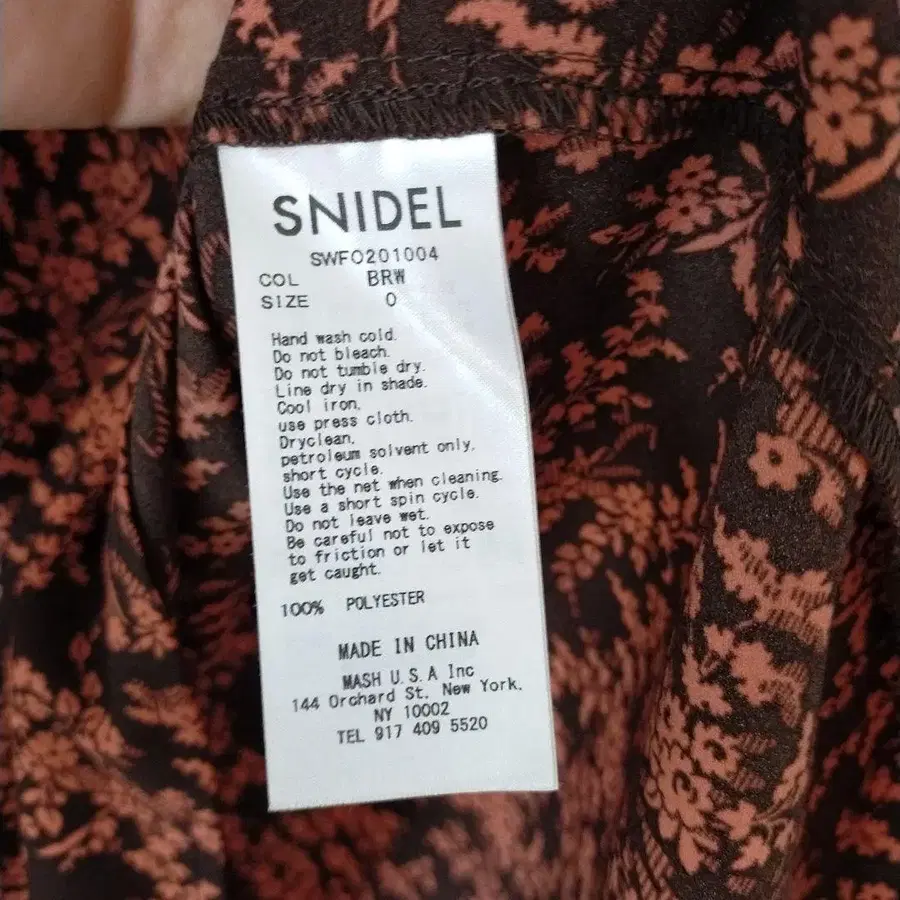 SNIDEL
SWFO201004
COL BRW
SIZE 0
Hand wash cold.
Do not bleach.
Do not tumble dry.
Line dry in shade.
Cool iron,
use press cloth.
Dryclean,
petroleum solvent only,
short cycle.
Use the net when cleaning.
Use a short spin cycle.
Do not leave wet.
Be careful not to expose
to friction or let it
get caught.
100% POLYESTER
MADE IN CHINA
MASH U.S.A Inc
144 Orchard St. New York,
NY 10002
TEL 917 409 5520